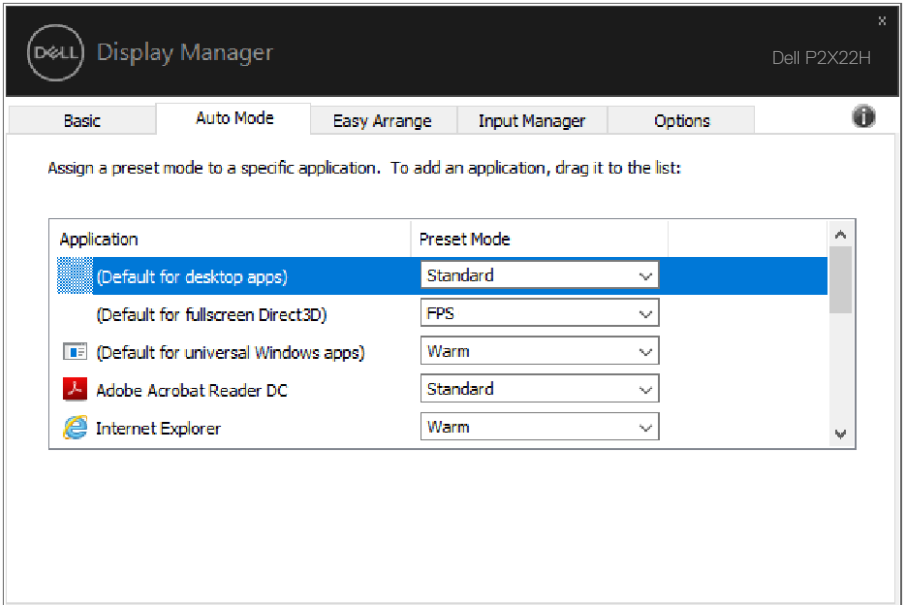 x
DELL Display Manager
Dell P2X22H
Basic Auto Mode Easy Arrange Input Manager Options
Assign a preset mode to a specific application. To add an application, drag it to the list:
Application Preset Mode
(Default for desktop apps) Standard
(Default for fullscreen Direct3D) FPS
(Default for universal Windows apps) Warm
Adobe Acrobat Reader DC Standard
Internet Explorer Warm